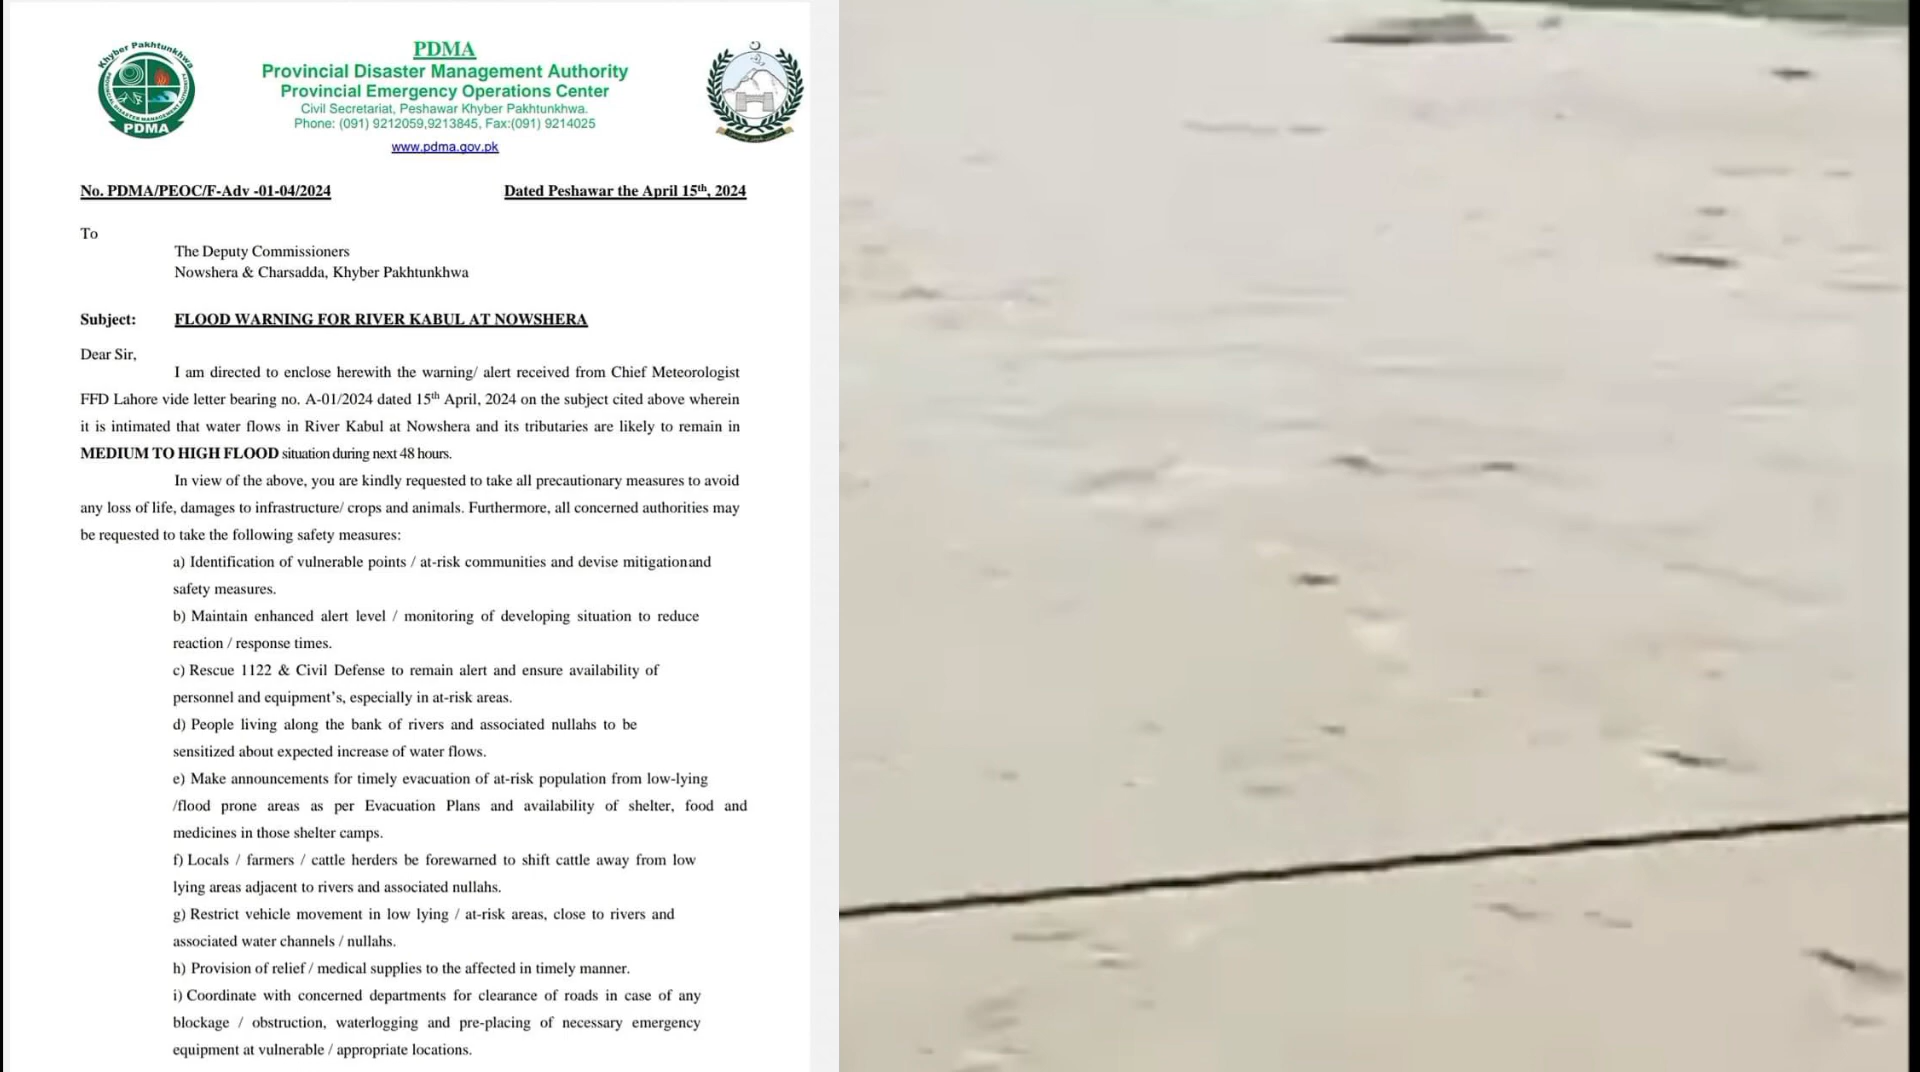 Khyber Pakhtunkhwa
PDMA
PDMA
Provincial Disaster Management Authority
Provincial Emergency Operations Center
Civil Secretariat, Peshawar Khyber Pakhtunkhwa.
Phone: (091) 9212059,9213845, Fax:(091) 9214025
www.pdma.gov.pk
No. PDMA/PEOC/F-Adv -01-04/2024 Dated Peshawar the April 15th, 2024
To
The Deputy Commissioners
Nowshera & Charsadda, Khyber Pakhtunkhwa
Subject: FLOOD WARNING FOR RIVER KABUL AT NOWSHERA
Dear Sir,
I am directed to enclose herewith the warning/ alert received from Chief Meteorologist
FFD Lahore vide letter bearing no. A-01/2024 dated 15th April, 2024 on the subject cited above wherein
it is intimated that water flows in River Kabul at Nowshera and its tributaries are likely to remain in
MEDIUM TO HIGH FLOOD situation during next 48 hours.
In view of the above, you are kindly requested to take all precautionary measures to avoid
any loss of life, damages to infrastructure/ crops and animals. Furthermore, all concerned authorities may
be requested to take the following safety measures:
a) Identification of vulnerable points / at-risk communities and devise mitigationand
safety measures.
b) Maintain enhanced alert level / monitoring of developing situation to reduce
reaction / response times.
c) Rescue 1122 & Civil Defense to remain alert and ensure availability of
personnel and equipment’s, especially in at-risk areas.
d) People living along the bank of rivers and associated nullahs to be
sensitized about expected increase of water flows.
e) Make announcements for timely evacuation of at-risk population from low-lying
/flood prone areas as per Evacuation Plans and availability of shelter, food and
medicines in those shelter camps.
f) Locals / farmers / cattle herders be forewarned to shift cattle away from low
lying areas adjacent to rivers and associated nullahs.
g) Restrict vehicle movement in low lying / at-risk areas, close to rivers and
associated water channels / nullahs.
h) Provision of relief / medical supplies to the affected in timely manner.
i) Coordinate with concerned departments for clearance of roads in case of any
blockage / obstruction, waterlogging and pre-placing of necessary emergency
equipment at vulnerable / appropriate locations.